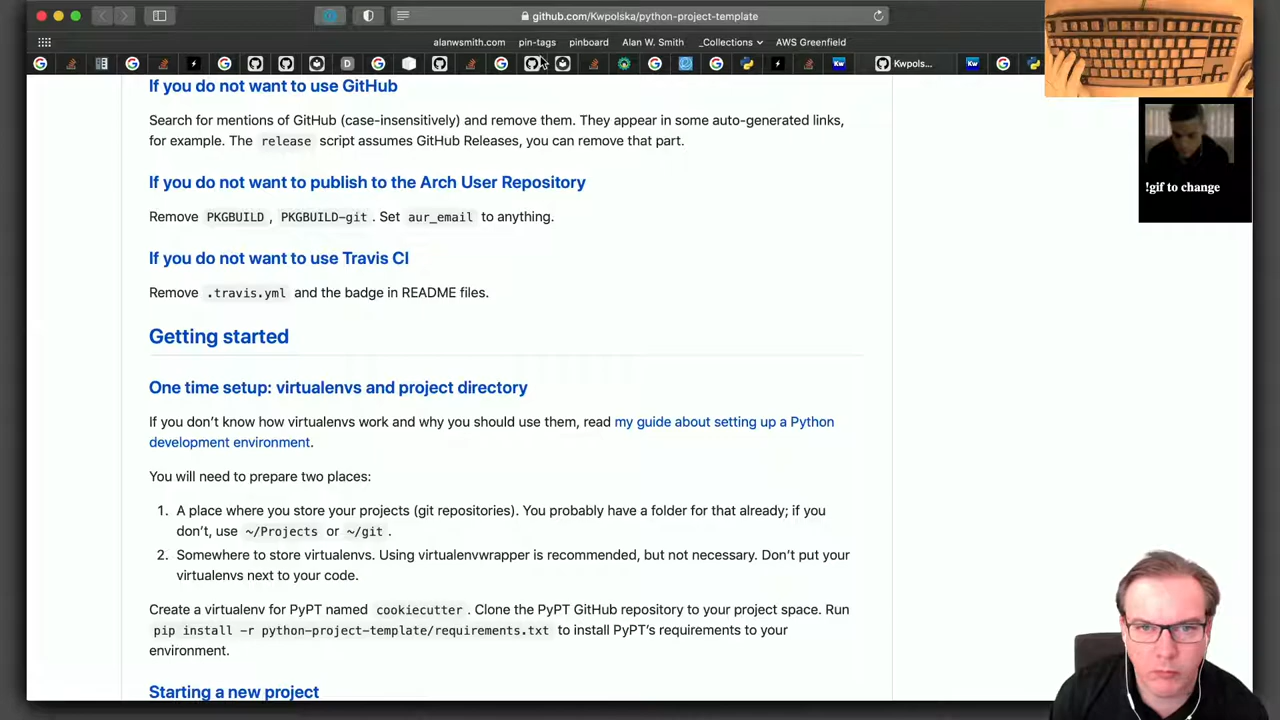 github.com/Kwpolska/python-project-template
alanwsmith.com pin-tags pinboard Alan W. Smith _Collections AWS Greenfield
Kwpols...
If you do not want to use GitHub
Search for mentions of GitHub (case-insensitively) and remove them. They appear in some auto-generated links,
for example. The release script assumes GitHub Releases, you can remove that part.
If you do not want to publish to the Arch User Repository
Remove PKGBUILD , PKGBUILD-git . Set aur_email to anything.
If you do not want to use Travis CI
Remove .travis.yml and the badge in README files.
Getting started
One time setup: virtualenvs and project directory
If you don’t know how virtualenvs work and why you should use them, read my guide about setting up a Python
development environment.
You will need to prepare two places:
1. A place where you store your projects (git repositories). You probably have a folder for that already; if you
don’t, use ~/Projects or ~/git .
2. Somewhere to store virtualenvs. Using virtualenvwrapper is recommended, but not necessary. Don’t put your
virtualenvs next to your code.
Create a virtualenv for PyPT named cookiecutter . Clone the PyPT GitHub repository to your project space. Run
pip install -r python-project-template/requirements.txt to install PyPT’s requirements to your
environment.
Starting a new project
!gif to change